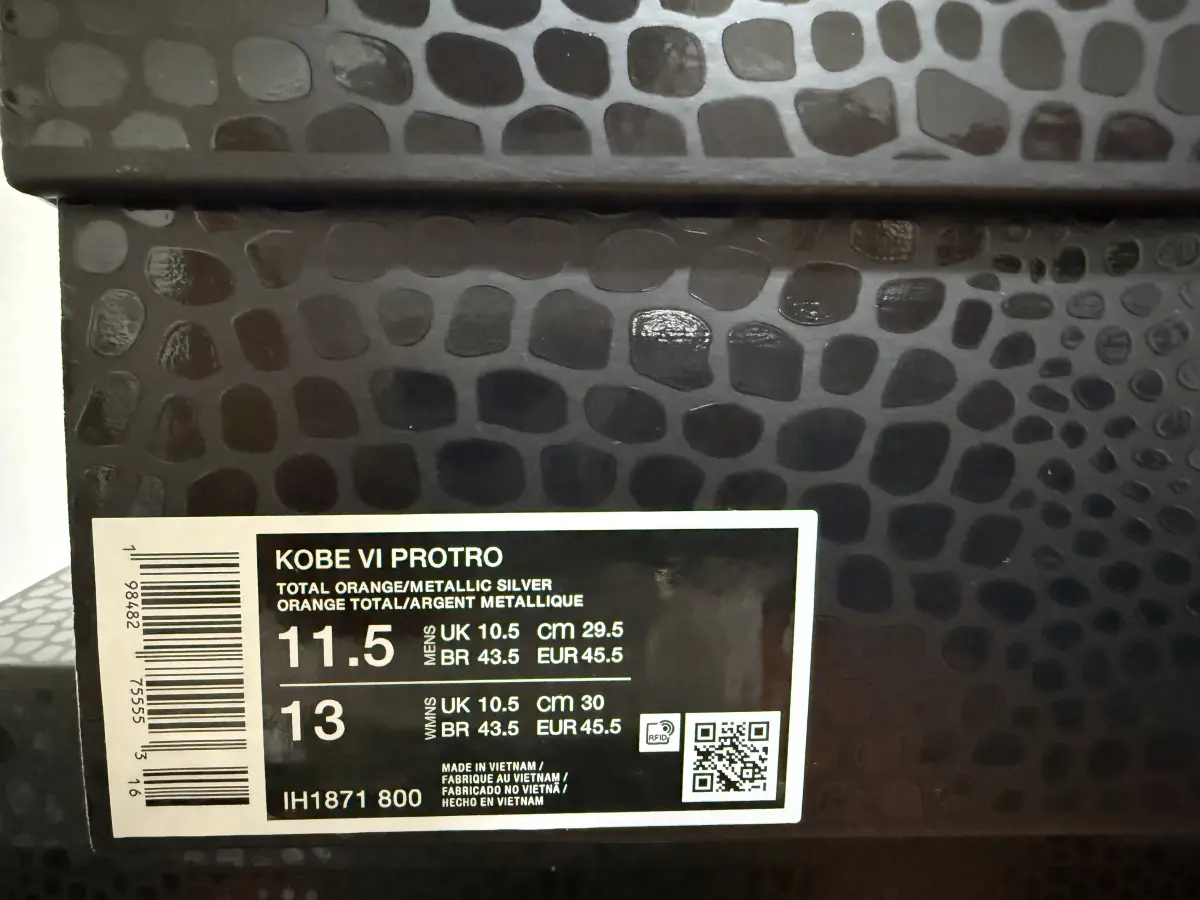 KOBE VI PROTRO
TOTAL ORANGE/METALLIC SILVER
ORANGE TOTAL/ARGENT METALLIQUE
11.5 MENS UK 10.5 cm 29.5
BR 43.5 EUR 45.5
13 WMNS UK 10.5 cm 30
BR 43.5 EUR 45.5
RFID
MADE IN VIETNAM /
FABRIQUE AU VIETNAM /
FABRICADO NO VIETNÃ /
HECHO EN VIETNAM
IH1871 800
1 98482 75555 3 16